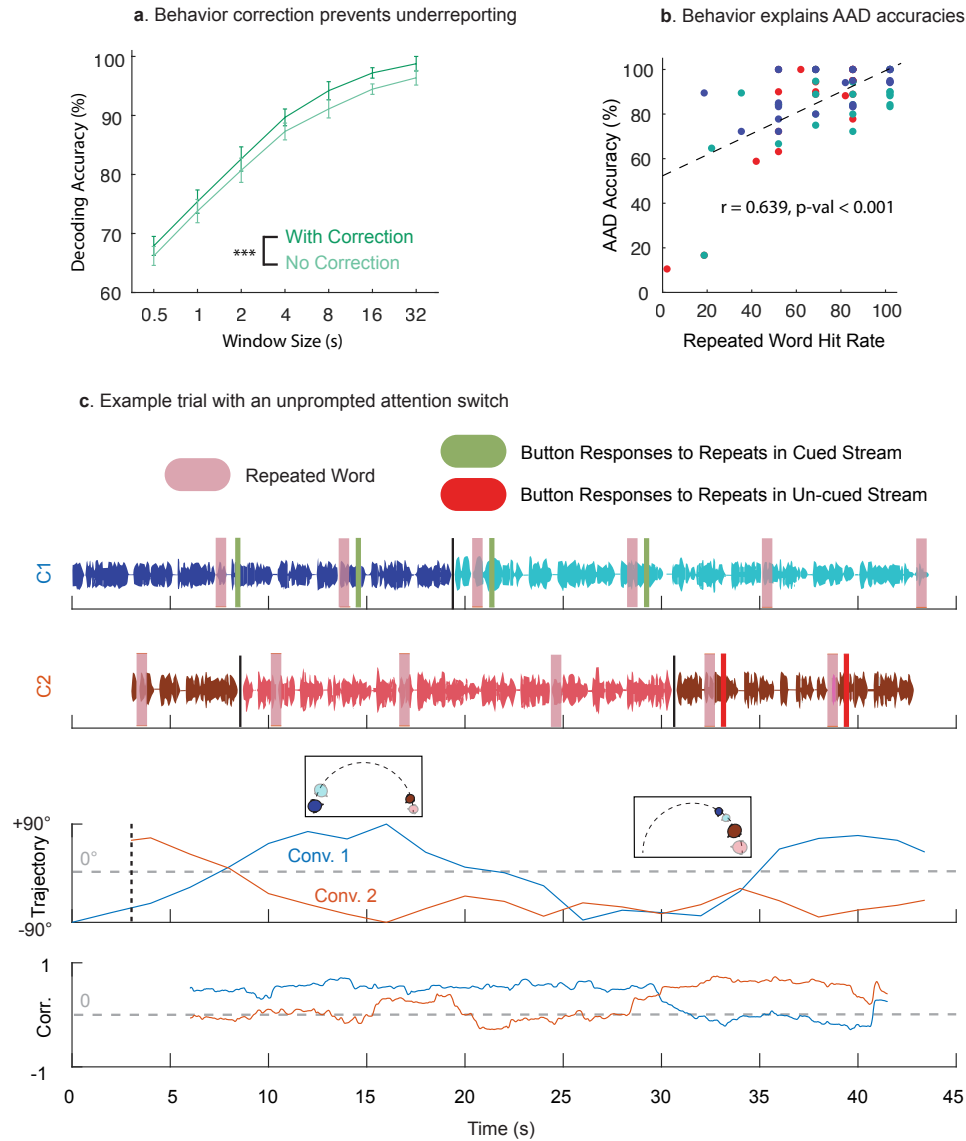 a. Behavior correction prevents underreporting
100
90
80
70
60
Decoding Accuracy (%)
0.5 1 2 4 8 16 32
Window Size (s)
***
With Correction
No Correction
b. Behavior explains AAD accuracies
100
80
60
40
20
0
AAD Accuracy (%)
r = 0.639, p-val < 0.001
0 20 40 60 80 100
Repeated Word Hit Rate
c. Example trial with an unprompted attention switch
Repeated Word
Button Responses to Repeats in Cued Stream
Button Responses to Repeats in Un-cued Stream
C1
C2
+90°
0°
-90°
Trajectory
Conv. 1
Conv. 2
1
0
-1
Corr.
0 5 10 15 20 25 30 35 40 45
Time (s)